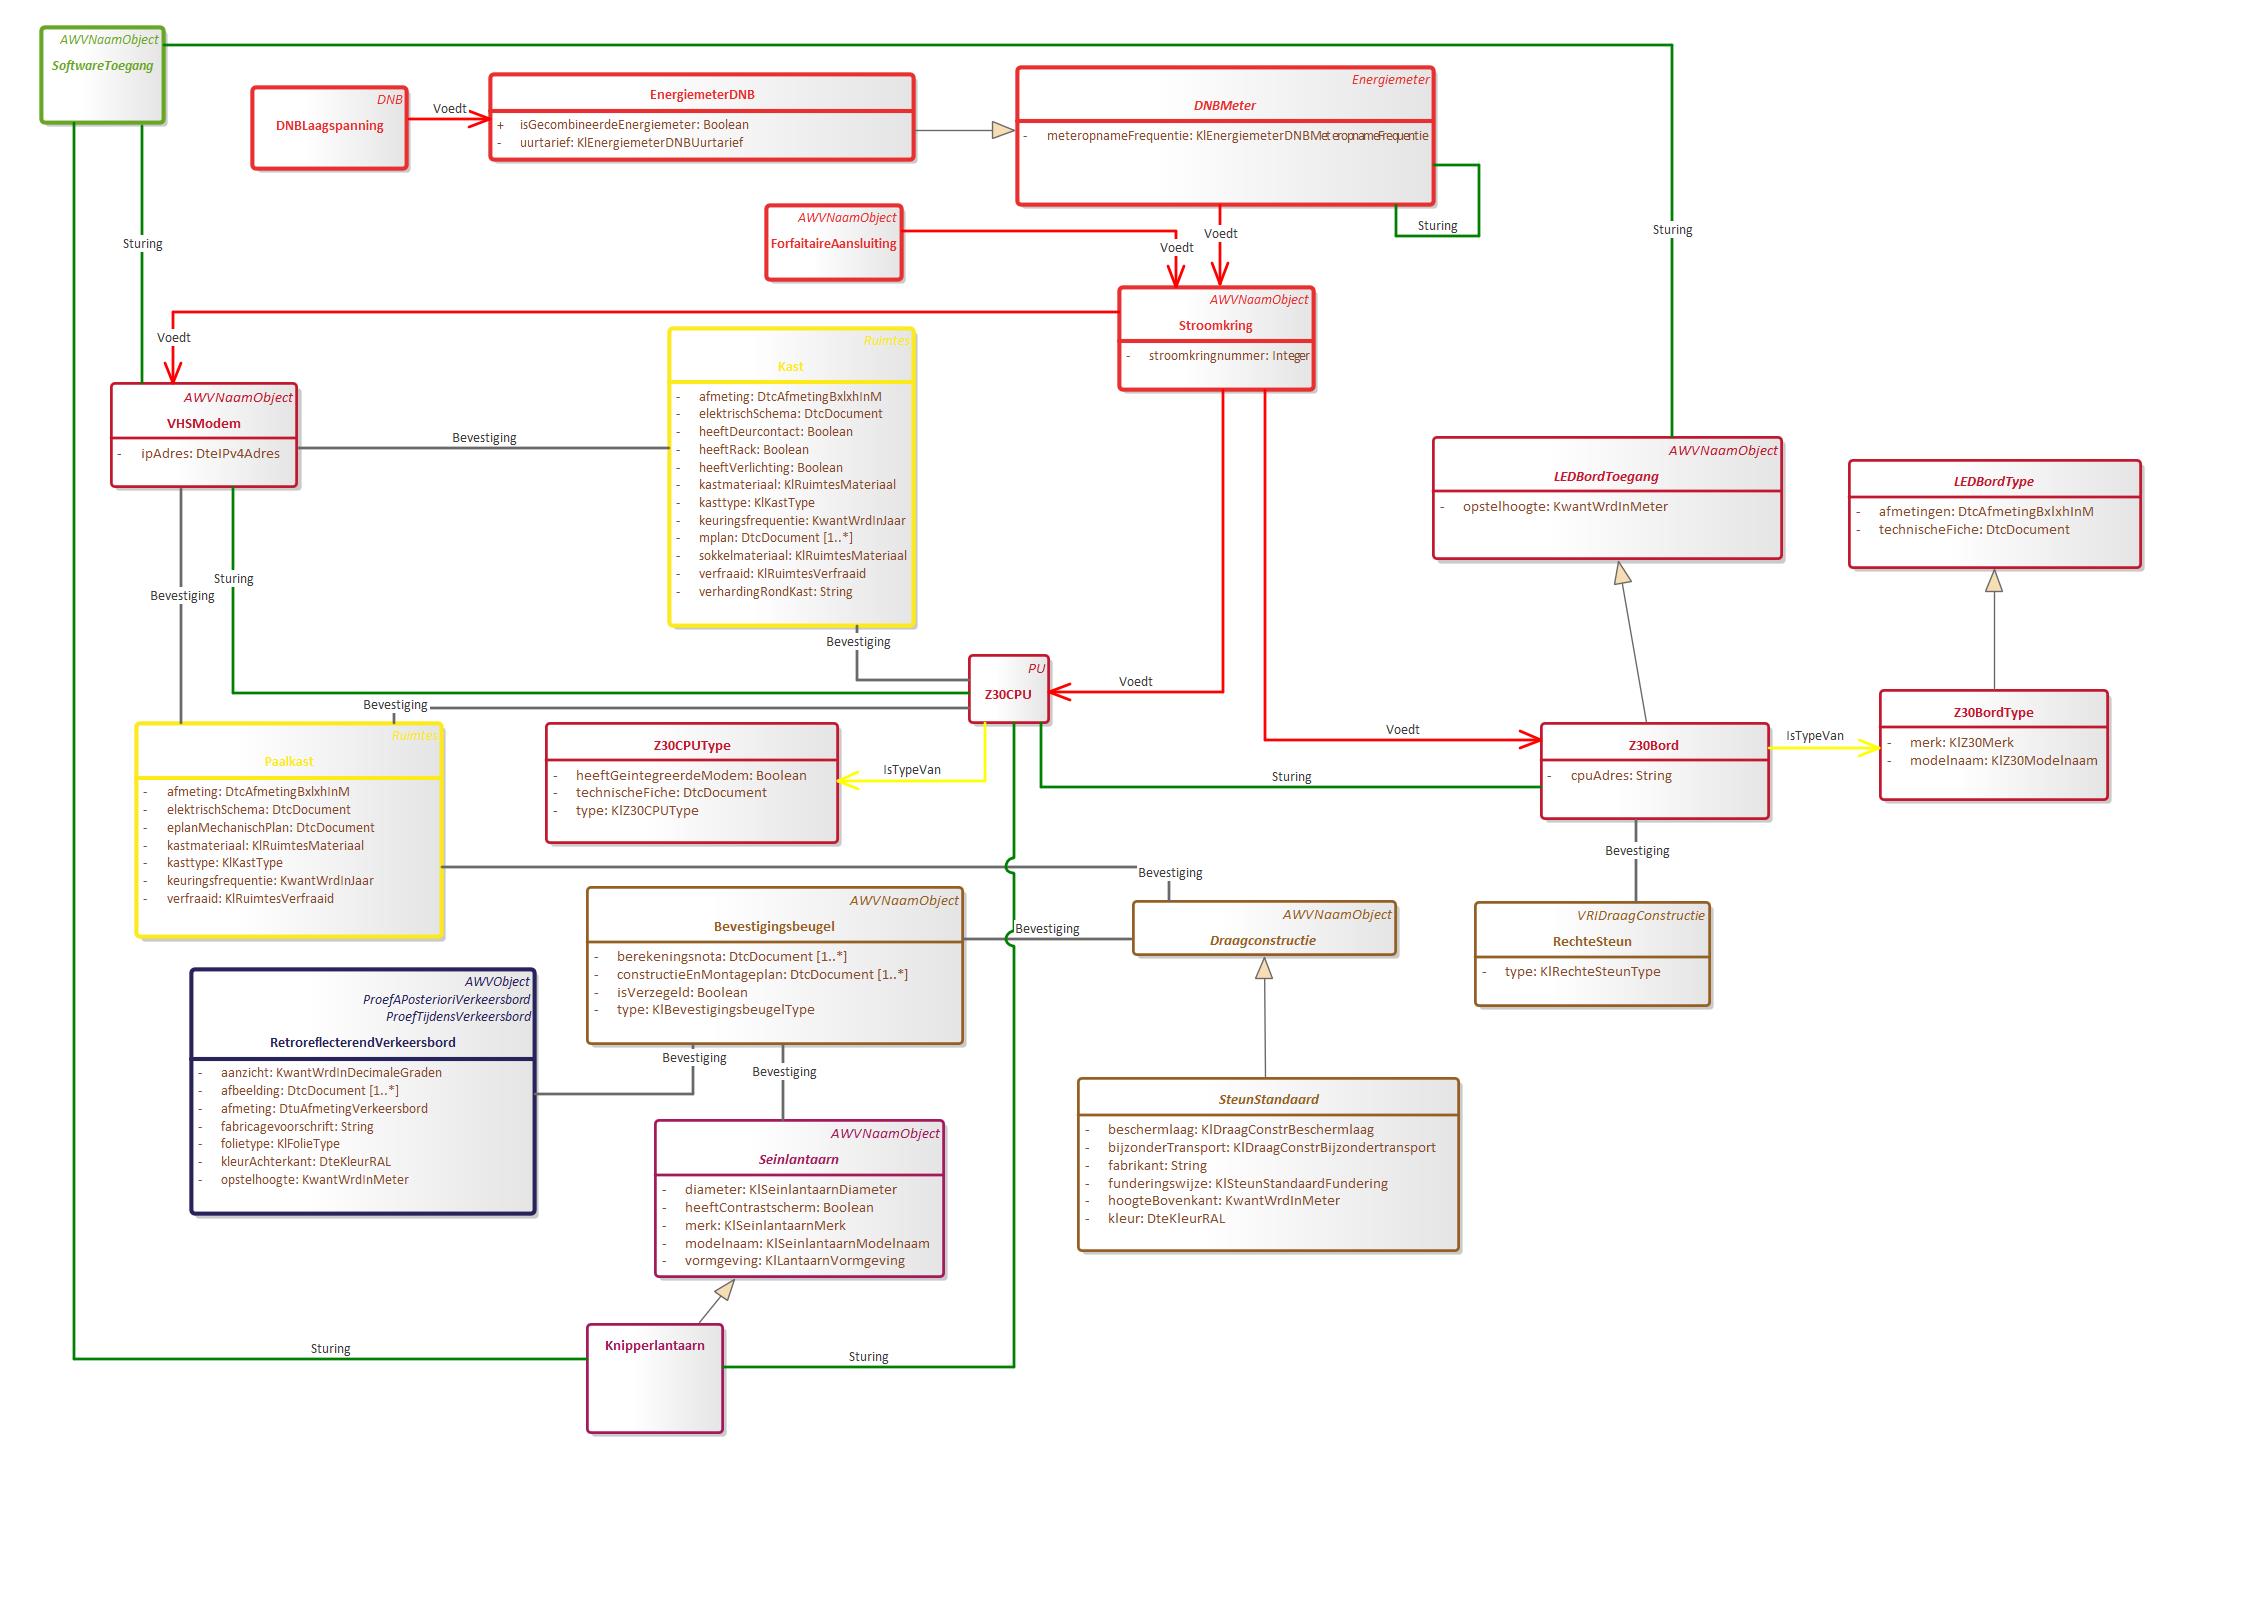 AWVNaamObject
SoftwareToegang
DNB
DNBLaagspanning
Voedt
EnergiemeterDNB
+ isGecombineerdeEnergiemeter: Boolean
- uurtarief: KlEnergiemeterDNBUurtarief
Energiemeter
DNBMeter
- meteropnameFrequentie: KlEnergiemeterDNBMeteropnameFrequentie
Sturing
AWVNaamObject
ForfaitaireAansluiting
Voedt
Voedt
Sturing
Sturing
AWVNaamObject
Stroomkring
- stroomkringnummer: Integer
Voedt
Ruimtes
Kast
- afmeting: DtcAfmetingBxlxhInM
- elektrischSchema: DtcDocument
- heeftDeurcontact: Boolean
- heeftRack: Boolean
- heeftVerlichting: Boolean
- kastmateriaal: KlRuimtesMateriaal
- kasttype: KlKastType
- keuringsfrequentie: KwantWrdInJaar
- mplan: DtcDocument [1..*]
- sokkelmateriaal: KlRuimtesMateriaal
- verfraaid: KlRuimtesVerfraaid
- verhardingRondKast: String
AWVNaamObject
VHSModem
- ipAdres: DteIPv4Adres
Bevestiging
AWVNaamObject
LEDBordToegang
- opstelhoogte: KwantWrdInMeter
LEDBordType
- afmetingen: DtcAfmetingBxlxhInM
- technischeFiche: DtcDocument
Bevestiging
Sturing
Bevestiging
PU
Z30CPU
Voedt
Bevestiging
Ruimtes
Paalkast
- afmeting: DtcAfmetingBxlxhInM
- elektrischSchema: DtcDocument
- eplanMechanischPlan: DtcDocument
- kastmateriaal: KlRuimtesMateriaal
- kasttype: KlKastType
- keuringsfrequentie: KwantWrdInJaar
- verfraaid: KlRuimtesVerfraaid
Z30CPUType
- heeftGeintegreerdeModem: Boolean
- technischeFiche: DtcDocument
- type: KlZ30CPUType
IsTypeVan
Voedt
Sturing
Z30Bord
- cpuAdres: String
IsTypeVan
Z30BordType
- merk: KlZ30Merk
- modelnaam: KlZ30Modelnaam
Bevestiging
Bevestiging
AWVNaamObject
Bevestigingsbeugel
- berekeningsnota: DtcDocument [1..*]
- constructieEnMontageplan: DtcDocument [1..*]
- isVerzegeld: Boolean
- type: KlBevestigingsbeugelType
Bevestiging
AWVNaamObject
Draagconstructie
VRIDraagConstructie
RechteSteun
- type: KlRechteSteunType
AWVObject
ProefAPosterioriVerkeersbord
ProefTijdensVerkeersbord
RetroreflecterendVerkeersbord
- aanzicht: KwantWrdInDecimaleGraden
- afbeelding: DtcDocument [1..*]
- afmeting: DtuAfmetingVerkeersbord
- fabricagevoorschrift: String
- folietype: KlFolieType
- kleurAchterkant: DteKleurRAL
- opstelhoogte: KwantWrdInMeter
Bevestiging
Bevestiging
AWVNaamObject
Seinlantaarn
- diameter: KlSeinlantaarnDiameter
- heeftContrastscherm: Boolean
- merk: KlSeinlantaarnMerk
- modelnaam: KlSeinlantaarnModelnaam
- vormgeving: KlLantaarnVormgeving
SteunStandaard
- beschermlaag: KlDraagConstrBeschermlaag
- bijzonderTransport: KlDraagConstrBijzondertransport
- fabrikant: String
- funderingswijze: KlSteunStandaardFundering
- hoogteBovenkant: KwantWrdInMeter
- kleur: DteKleurRAL
Sturing
Knipperlantaarn
Sturing